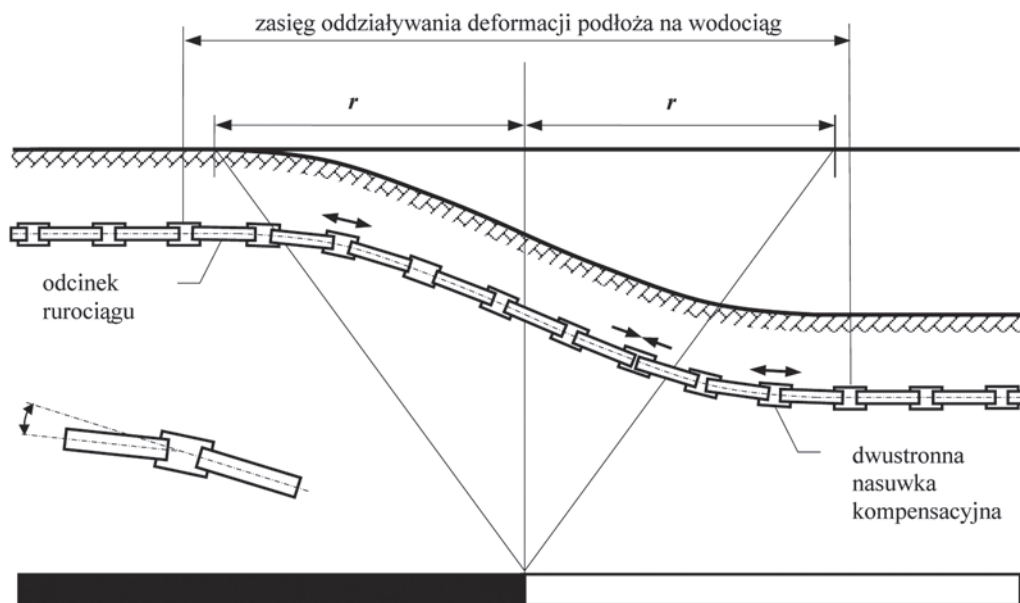 zasięg oddziaływania deformacji podłoża na wodociąg
r
r
odcinek
rurociągu
dwustronna
nasuwka
kompensacyjna